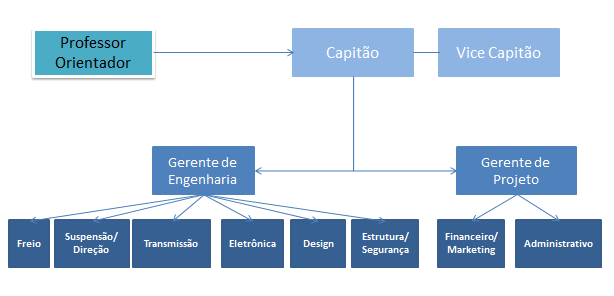 Professor
Orientador
Capitão
Vice Capitão
Gerente de
Engenharia
Gerente de
Projeto
Freio
Suspensão/
Direção
Transmissão
Eletrônica
Design
Estrutura/
Segurança
Financeiro/
Marketing
Administrativo